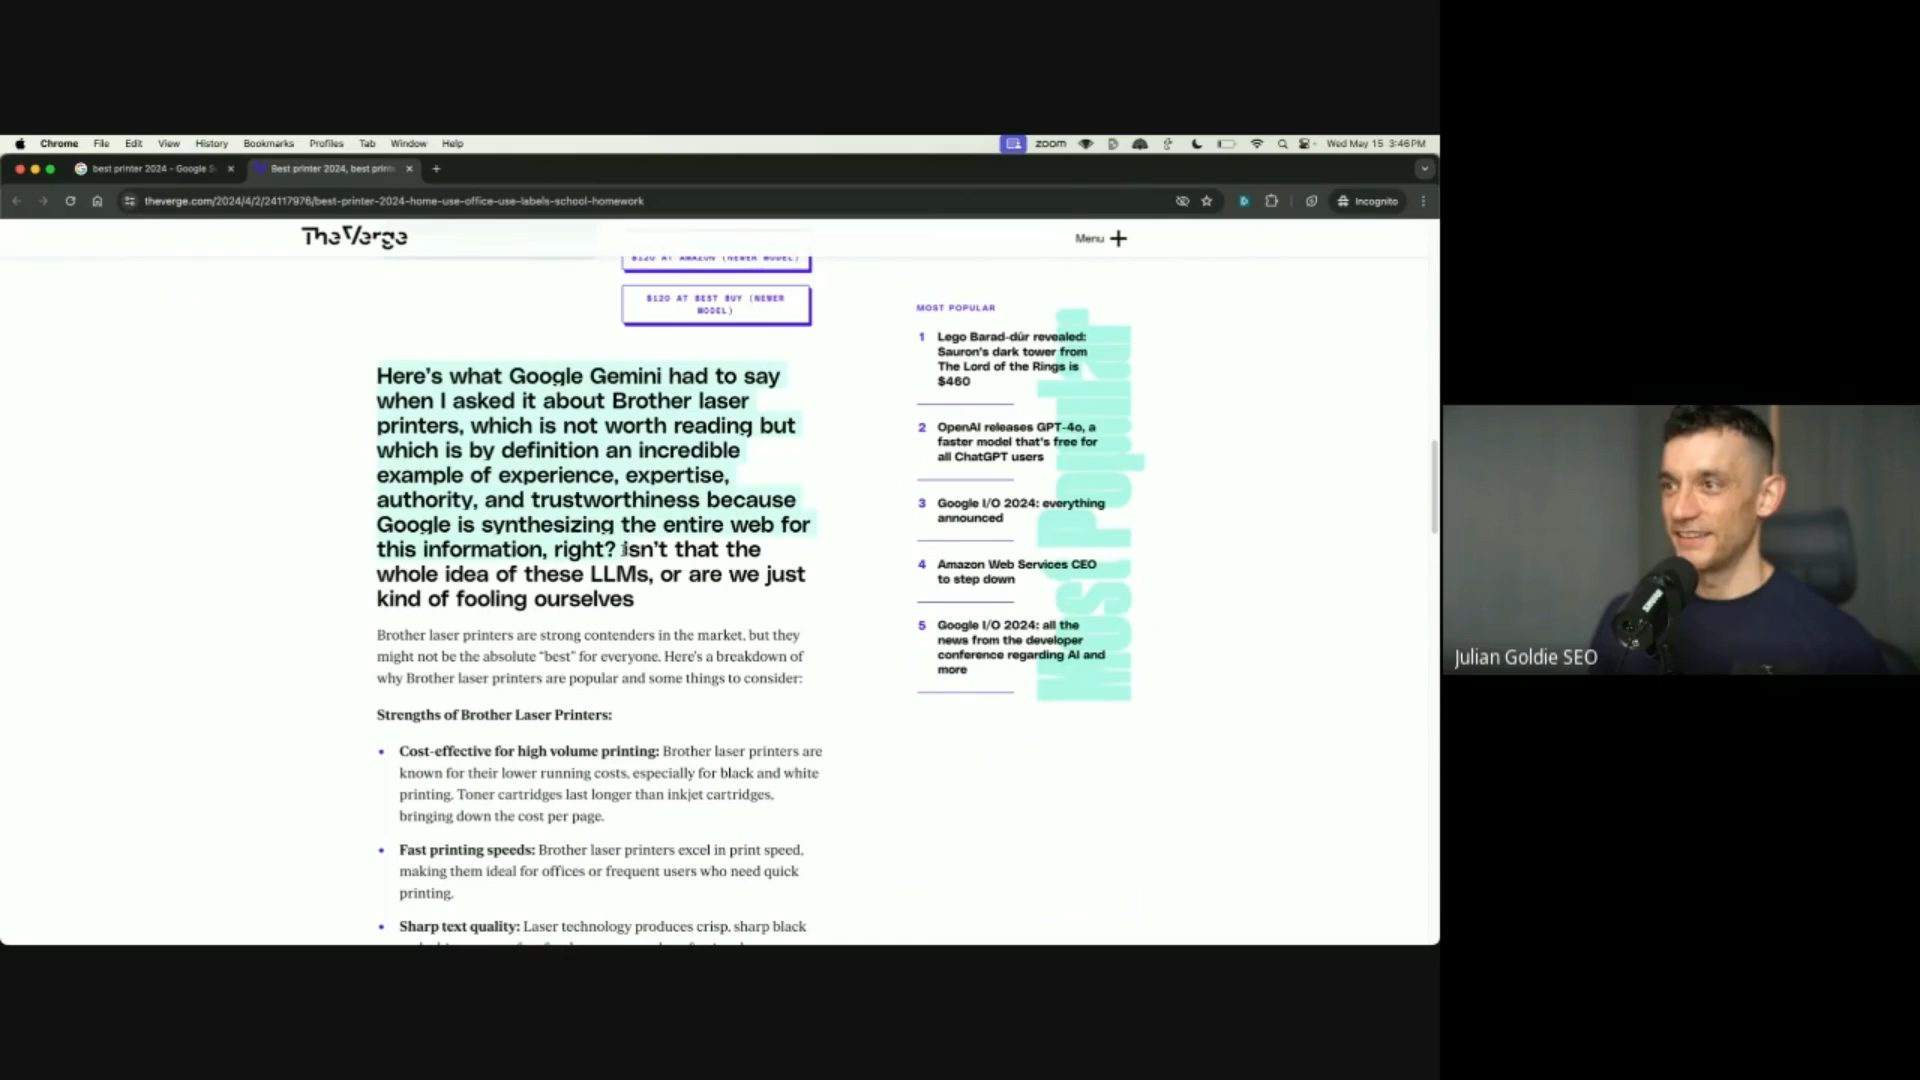 Chrome File Edit View History Bookmarks Profiles Tab Window Help
zoom
Wed May 15 3:46PM
best printer 2024 - Google S
Best printer 2024, best print
theverge.com/2024/4/2/24117976/best-printer-2024-home-use-office-use-labels-school-homework
Incognito
The Verge
Menu
$120 AT AMAZON (NEWER MODEL)
$120 AT BEST BUY (NEWER
MODEL)
Here's what Google Gemini had to say
when I asked it about Brother laser
printers, which is not worth reading but
which is by definition an incredible
example of experience, expertise,
authority, and trustworthiness because
Google is synthesizing the entire web for
this information, right? isn't that the
whole idea of these LLMs, or are we just
kind of fooling ourselves
Brother laser printers are strong contenders in the market, but they
might not be the absolute "best" for everyone. Here's a breakdown of
why Brother laser printers are popular and some things to consider:
Strengths of Brother Laser Printers:
• Cost-effective for high volume printing: Brother laser printers are
known for their lower running costs, especially for black and white
printing. Toner cartridges last longer than inkjet cartridges,
bringing down the cost per page.
• Fast printing speeds: Brother laser printers excel in print speed,
making them ideal for offices or frequent users who need quick
printing.
• Sharp text quality: Laser technology produces crisp, sharp black
MOST POPULAR
Most Popular
1 Lego Barad-dûr revealed:
Sauron's dark tower from
The Lord of the Rings is
$460
2 OpenAI releases GPT-4o, a
faster model that's free for
all ChatGPT users
3 Google I/O 2024: everything
announced
4 Amazon Web Services CEO
to step down
5 Google I/O 2024: all the
news from the developer
conference regarding AI and
more
Julian Goldie SEO
SHURE